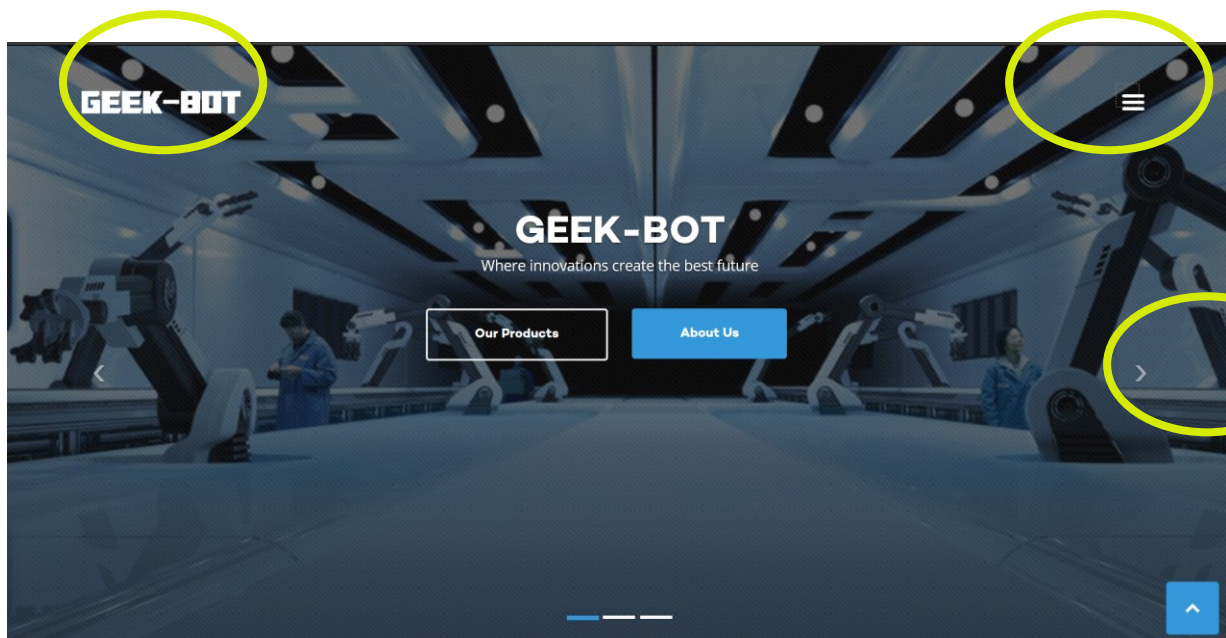 GEEK-BOT
GEEK-BOT
Where innovations create the best future
Our Products
About Us